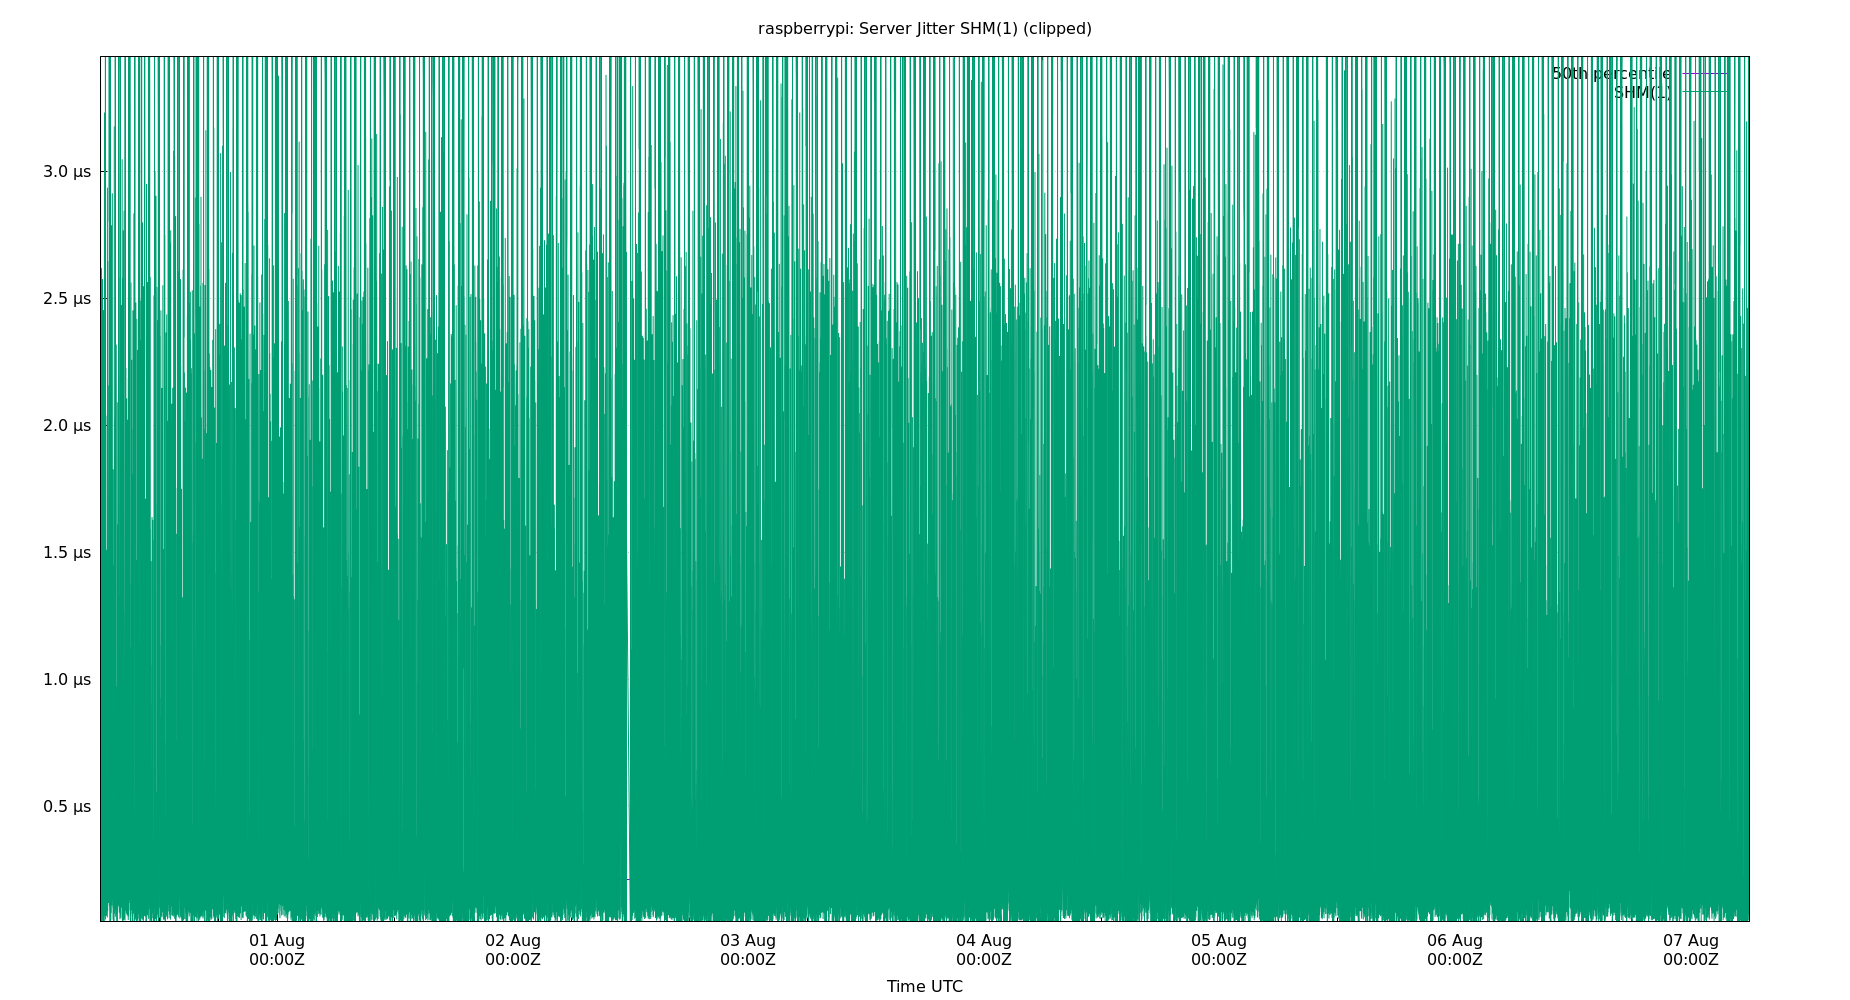 raspberrypi: Server Jitter SHM(1) (clipped)
50th percentile
SHM(1)
3.0 µs
2.5 µs
2.0 µs
1.5 µs
1.0 µs
0.5 µs
01 Aug 02 Aug 03 Aug 04 Aug 05 Aug 06 Aug 07 Aug
00:00Z 00:00Z 00:00Z 00:00Z 00:00Z 00:00Z 00:00Z
Time UTC